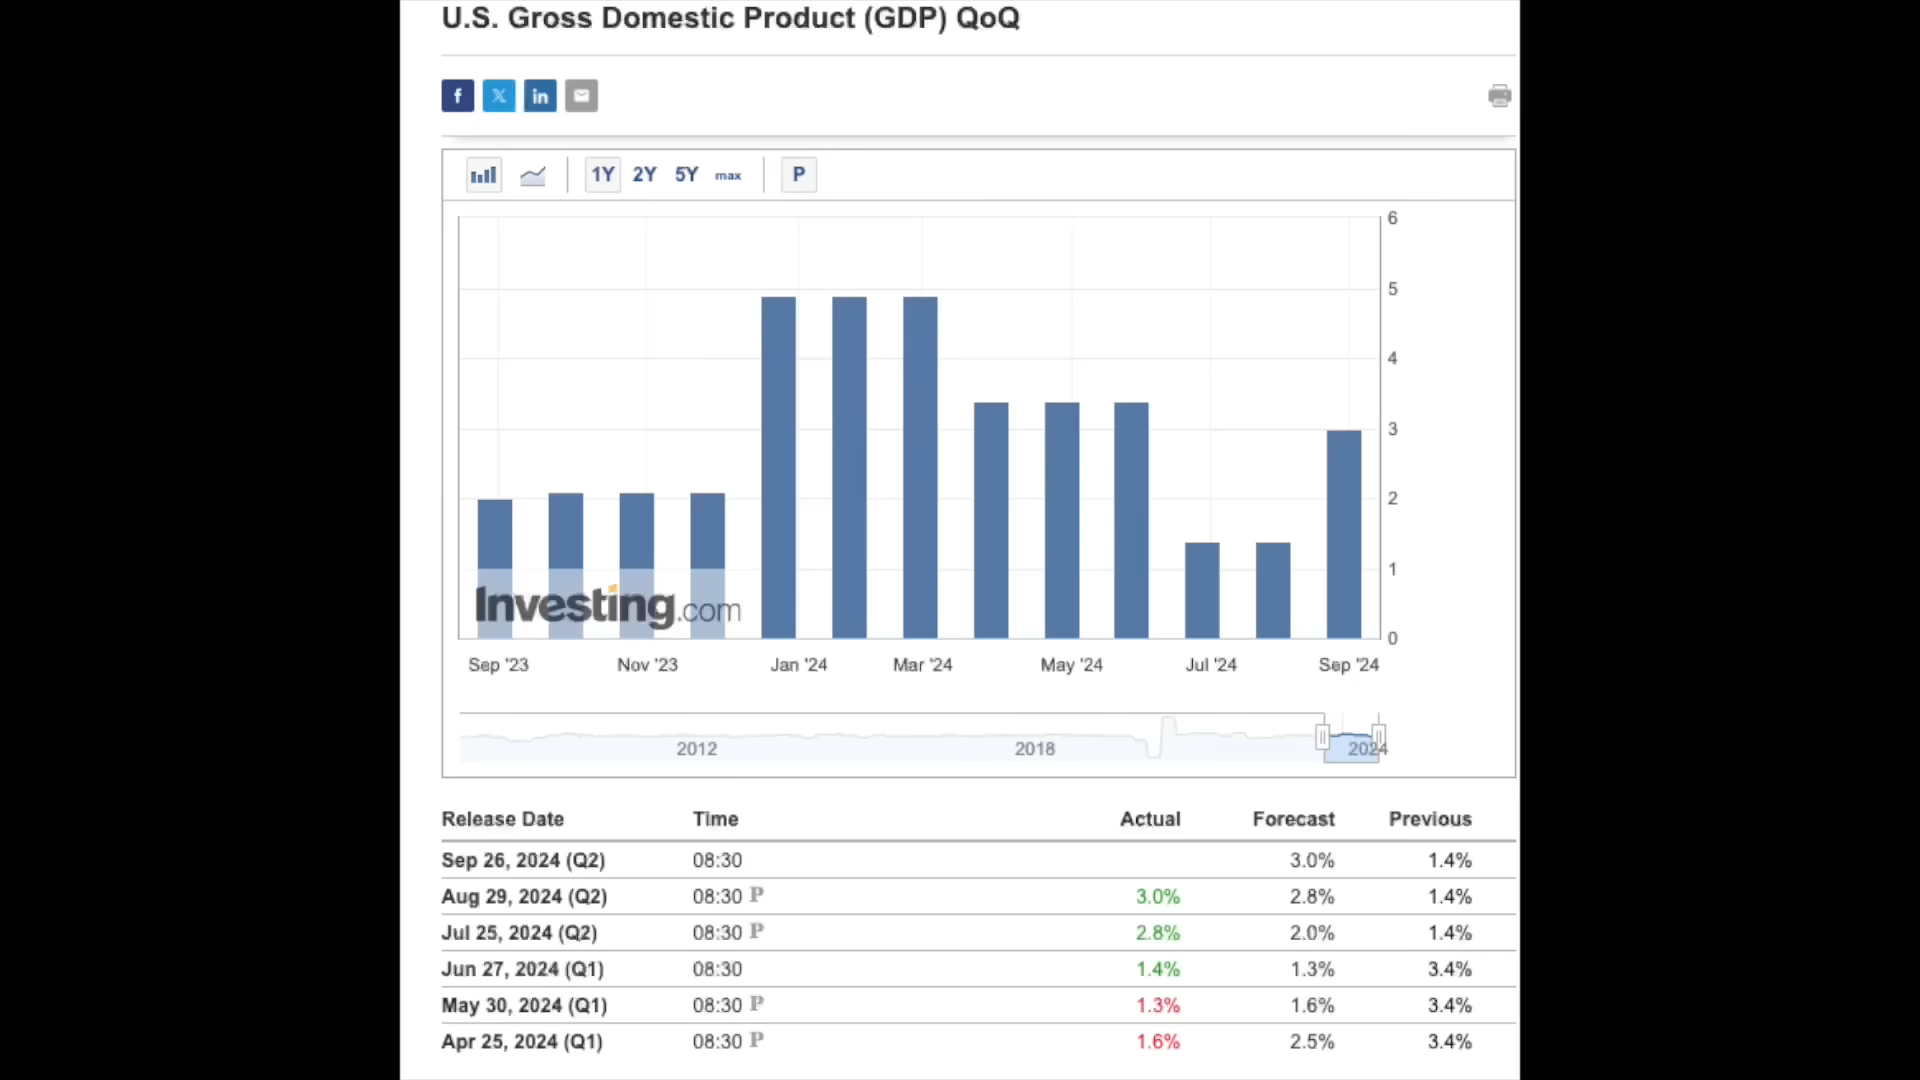 U.S. Gross Domestic Product (GDP) QoQ
f X in
1Y 2Y 5Y max P
6
5
4
3
2
1
0
Investing.com
Sep '23 Nov '23 Jan '24 Mar '24 May '24 Jul '24 Sep '24
2012 2018 2024
Release Date Time Actual Forecast Previous
Sep 26, 2024 (Q2) 08:30 3.0% 1.4%
Aug 29, 2024 (Q2) 08:30 P 3.0% 2.8% 1.4%
Jul 25, 2024 (Q2) 08:30 P 2.8% 2.0% 1.4%
Jun 27, 2024 (Q1) 08:30 1.4% 1.3% 3.4%
May 30, 2024 (Q1) 08:30 P 1.3% 1.6% 3.4%
Apr 25, 2024 (Q1) 08:30 P 1.6% 2.5% 3.4%